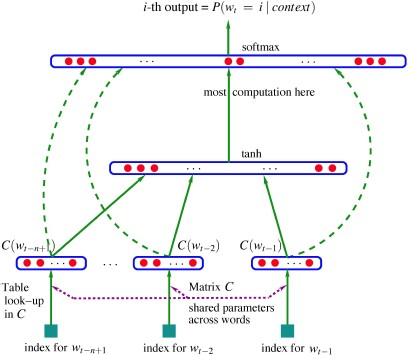 i-th output = P(w_t = i | context)
softmax
. . .
. . .
most computation here
tanh
. . .
. . .
C(w_{t−n+1})
C(w_{t−2})
C(w_{t−1})
. . .
. . .
. . .
. . .
Table
look−up
in C
Matrix C
shared parameters
across words
index for w_{t−n+1}
index for w_{t−2}
index for w_{t−1}